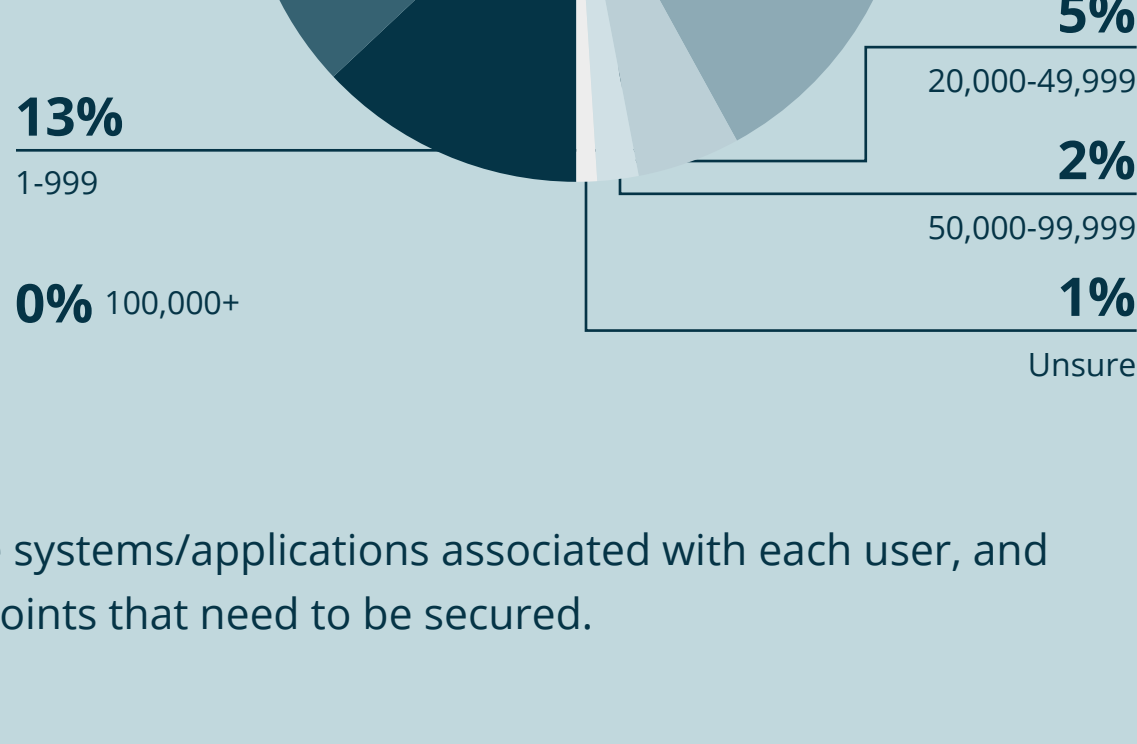 5%
20,000-49,999
13%
1-999
2%
50,000-99,999
0% 100,000+
1%
Unsure
systems/applications associated with each user, and
that need to be secured.